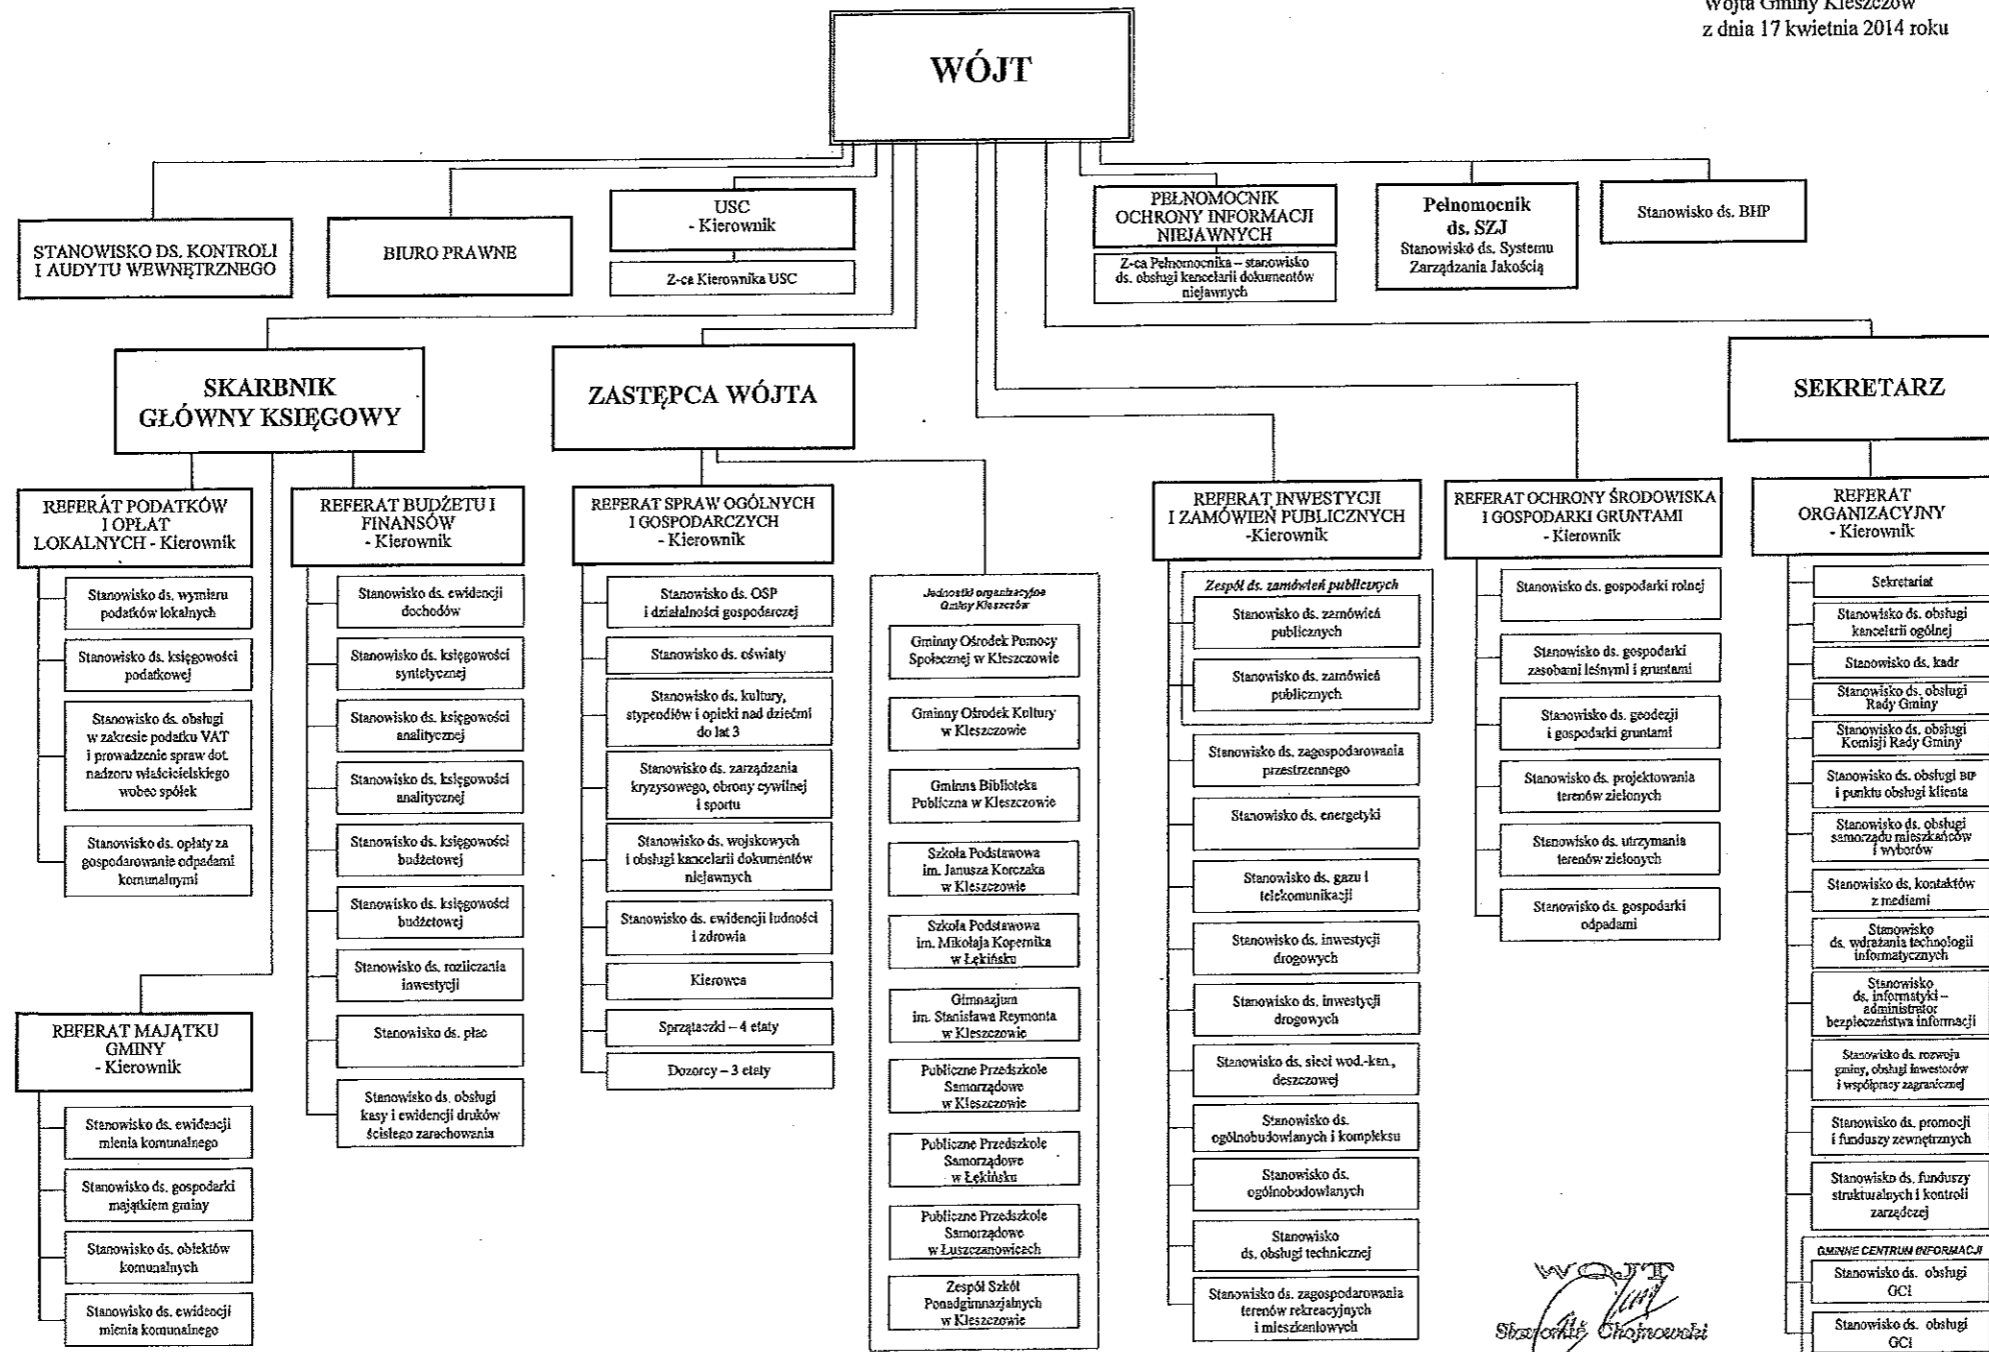 Wójta Gminy Kleszczów
z dnia 17 kwietnia 2014 roku
WÓJT
STANOWISKO DS. KONTROLI
I AUDYTU WEWNĘTRZNEGO
BIURO PRAWNE
USC
- Kierownik
Z-ca Kierownika USC
PEŁNOMOCNIK
OCHRONY INFORMACJI
NIEJAWNYCH
Z-ca Pełnomocnika – stanowisko
ds. obsługi kancelarii dokumentów
niejawnych
Pełnomocnik
ds. SZJ
Stanowisko ds. Systemu
Zarządzania Jakością
Stanowisko ds. BHP
SKARBNIK
GŁÓWNY KSIĘGOWY
ZASTĘPCA WÓJTA
SEKRETARZ
REFERAT PODATKÓW
I OPŁAT
LOKALNYCH - Kierownik
Stanowisko ds. wymiaru
podatków lokalnych
Stanowisko ds. księgowości
podatkowej
Stanowisko ds. obsługi
w zakresie podatku VAT
i prowadzenie spraw dot.
nadzoru właścicielskiego
wobec spółek
Stanowisko ds. opłaty za
gospodarowanie odpadami
komunalnymi
REFERAT MAJĄTKU
GMINY
- Kierownik
Stanowisko ds. ewidencji
mienia komunalnego
Stanowisko ds. gospodarki
majątkiem gminy
Stanowisko ds. obiektów
komunalnych
Stanowisko ds. ewidencji
mienia komunalnego
REFERAT BUDŻETU I
FINANSÓW
- Kierownik
Stanowisko ds. ewidencji
dochodów
Stanowisko ds. księgowości
syntetycznej
Stanowisko ds. księgowości
analitycznej
Stanowisko ds. księgowości
analitycznej
Stanowisko ds. księgowości
budżetowej
Stanowisko ds. księgowości
budżetowej
Stanowisko ds. rozliczania
inwestycji
Stanowisko ds. płac
Stanowisko ds. obsługi
kasy i ewidencji druków
ścisłego zarachowania
REFERAT SPRAW OGÓLNYCH
I GOSPODARCZYCH
- Kierownik
Stanowisko ds. OSP
i działalności gospodarczej
Stanowisko ds. oświaty
Stanowisko ds. kultury,
stypendiów i opieki nad dziećmi
do lat 3
Stanowisko ds. zarządzania
kryzysowego, obrony cywilnej
i sportu
Stanowisko ds. wojskowych
i obsługi kancelarii dokumentów
niejawnych
Stanowisko ds. ewidencji ludności
i zdrowia
Kierowca
Sprzątaczki – 4 etaty
Dozorcy – 3 etaty
Jednostki organizacyjne
Gminy Kleszczów
Gminny Ośrodek Pomocy
Społecznej w Kleszczowie
Gminny Ośrodek Kultury
w Kleszczowie
Gminna Biblioteka
Publiczna w Kleszczowie
Szkoła Podstawowa
im. Janusza Korczaka
w Kleszczowie
Szkoła Podstawowa
im. Mikołaja Kopernika
w Łękińsku
Gimnazjum
im. Stanisława Reymonta
w Kleszczowie
Publiczne Przedszkole
Samorządowe
w Kleszczowie
Publiczne Przedszkole
Samorządowe
w Łękińsku
Publiczne Przedszkole
Samorządowe
w Łuszczanowicach
Zespół Szkół
Ponadgimnazjalnych
w Kleszczowie
REFERAT INWESTYCJI
I ZAMÓWIEŃ PUBLICZNYCH
-Kierownik
Zespół ds. zamówień publicznych
Stanowisko ds. zamówień
publicznych
Stanowisko ds. zamówień
publicznych
Stanowisko ds. zagospodarowania
przestrzennego
Stanowisko ds. energetyki
Stanowisko ds. gazu i
telekomunikacji
Stanowisko ds. inwestycji
drogowych
Stanowisko ds. inwestycji
drogowych
Stanowisko ds. sieci wod.-kan.,
deszczowej
Stanowisko ds.
ogólnobudowlanych i kompleksu
Stanowisko ds.
ogólnobudowlanych
Stanowisko
ds. obsługi technicznej
Stanowisko ds. zagospodarowania
terenów rekreacyjnych
i mieszkaniowych
REFERAT OCHRONY ŚRODOWISKA
I GOSPODARKI GRUNTAMI
- Kierownik
Stanowisko ds. gospodarki rolnej
Stanowisko ds. gospodarki
zasobami leśnymi i gruntami
Stanowisko ds. geodezji
i gospodarki gruntami
Stanowisko ds. projektowania
terenów zielonych
Stanowisko ds. utrzymania
terenów zielonych
Stanowisko ds. gospodarki
odpadami
REFERAT
ORGANIZACYJNY
- Kierownik
Sekretariat
Stanowisko ds. obsługi
kancelarii ogólnej
Stanowisko ds. kadr
Stanowisko ds. obsługi
Rady Gminy
Stanowisko ds. obsługi
Komisji Rady Gminy
Stanowisko ds. obsługi BIP
i punktu obsługi klienta
Stanowisko ds. obsługi
samorządu mieszkańców
i wyborów
Stanowisko ds. kontaktów
z mediami
Stanowisko
ds. wdrażania technologii
informatycznych
Stanowisko
ds. informatyki –
administrator
bezpieczeństwa informacji
Stanowisko ds. rozwoju
gminy, obsługi inwestorów
i współpracy zagranicznej
Stanowisko ds. promocji
i funduszy zewnętrznych
Stanowisko ds. funduszy
strukturalnych i kontroli
zarządczej
GMINNE CENTRUM INFORMACJI
Stanowisko ds. obsługi
GCI
Stanowisko ds. obsługi
GCI
WÓJT
Sławomir Chojnowski